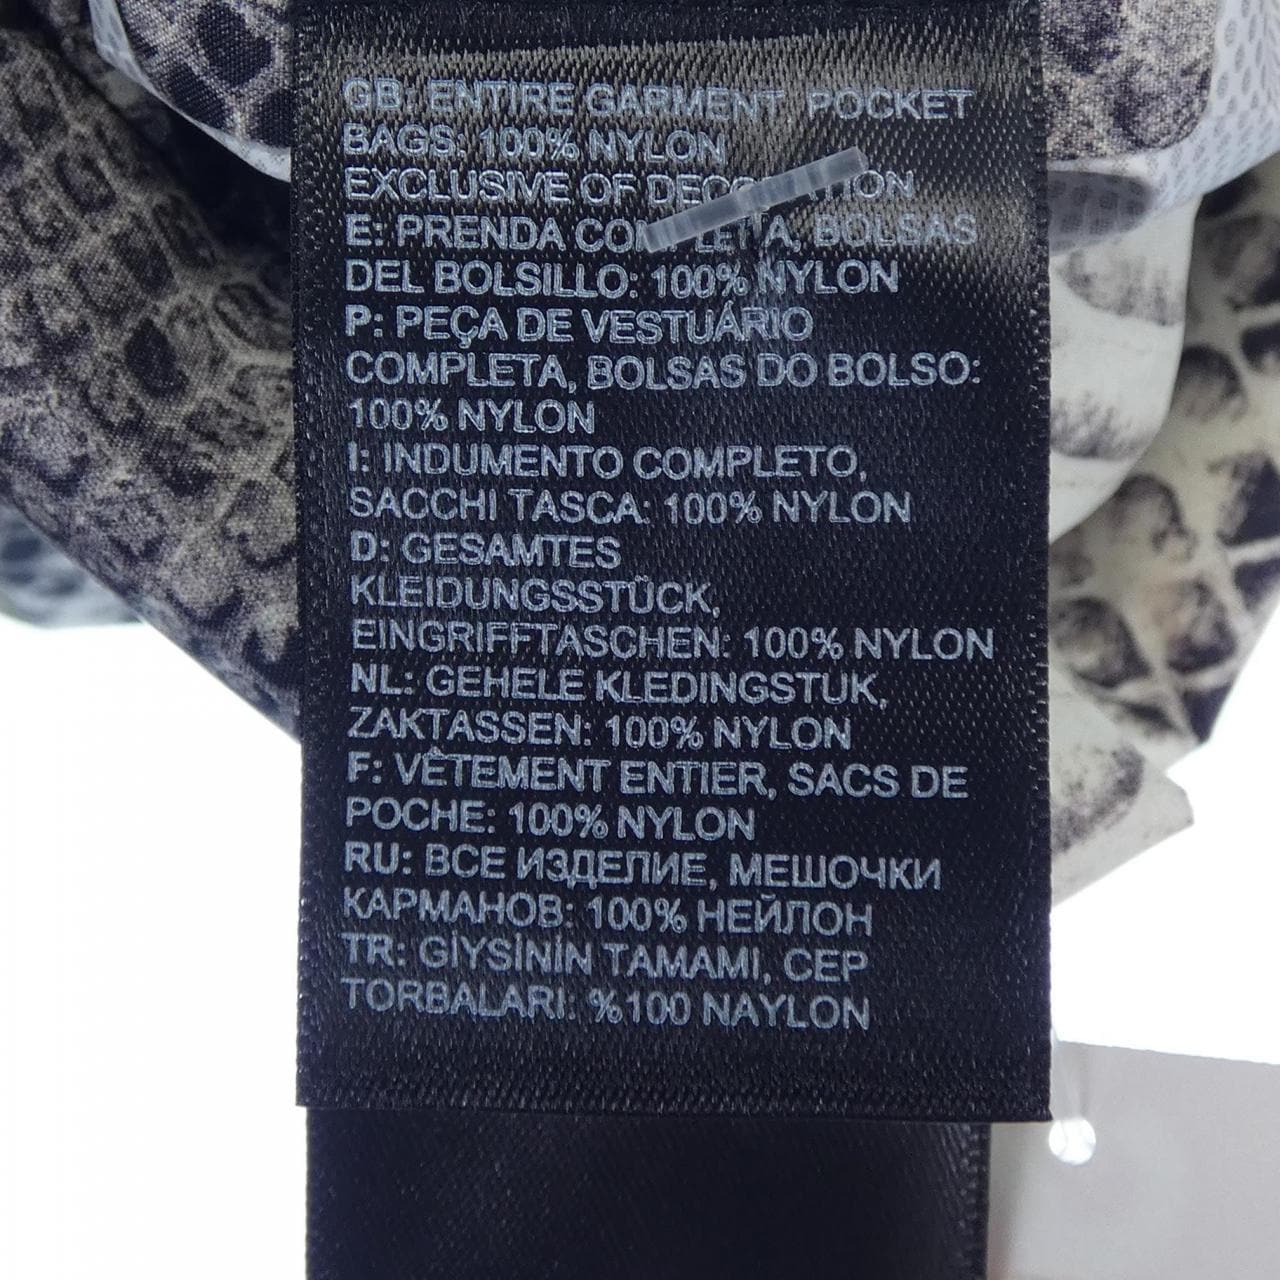 GB: ENTIRE GARMENT, POCKET
BAGS: 100% NYLON
EXCLUSIVE OF
E: PRENDA COMPLETA, BOLSAS
DEL BOLSILLO: 100% NYLON
P: PEÇA DE VESTUÁRIO
COMPLETA, BOLSAS DO BOLSO:
100% NYLON
I: INDUMENTO COMPLETO,
SACCHI TASCA: 100% NYLON
D: GESAMTES
KLEIDUNGSSTÜCK,
EINGRIFFTASCHEN: 100% NYLON
NL: GEHELE KLEDINGSTUK,
ZAKTASSEN: 100% NYLON
F: VÊTEMENT ENTIER, SACS DE
POCHE: 100% NYLON
RU: ВСЕ ИЗДЕЛИЕ, МЕШОЧКИ
КАРМАНОВ: 100% НЕЙЛОН
TR: GİYSİNİN TAMAMI, CEP
TORBALARI: %100 NAYLON